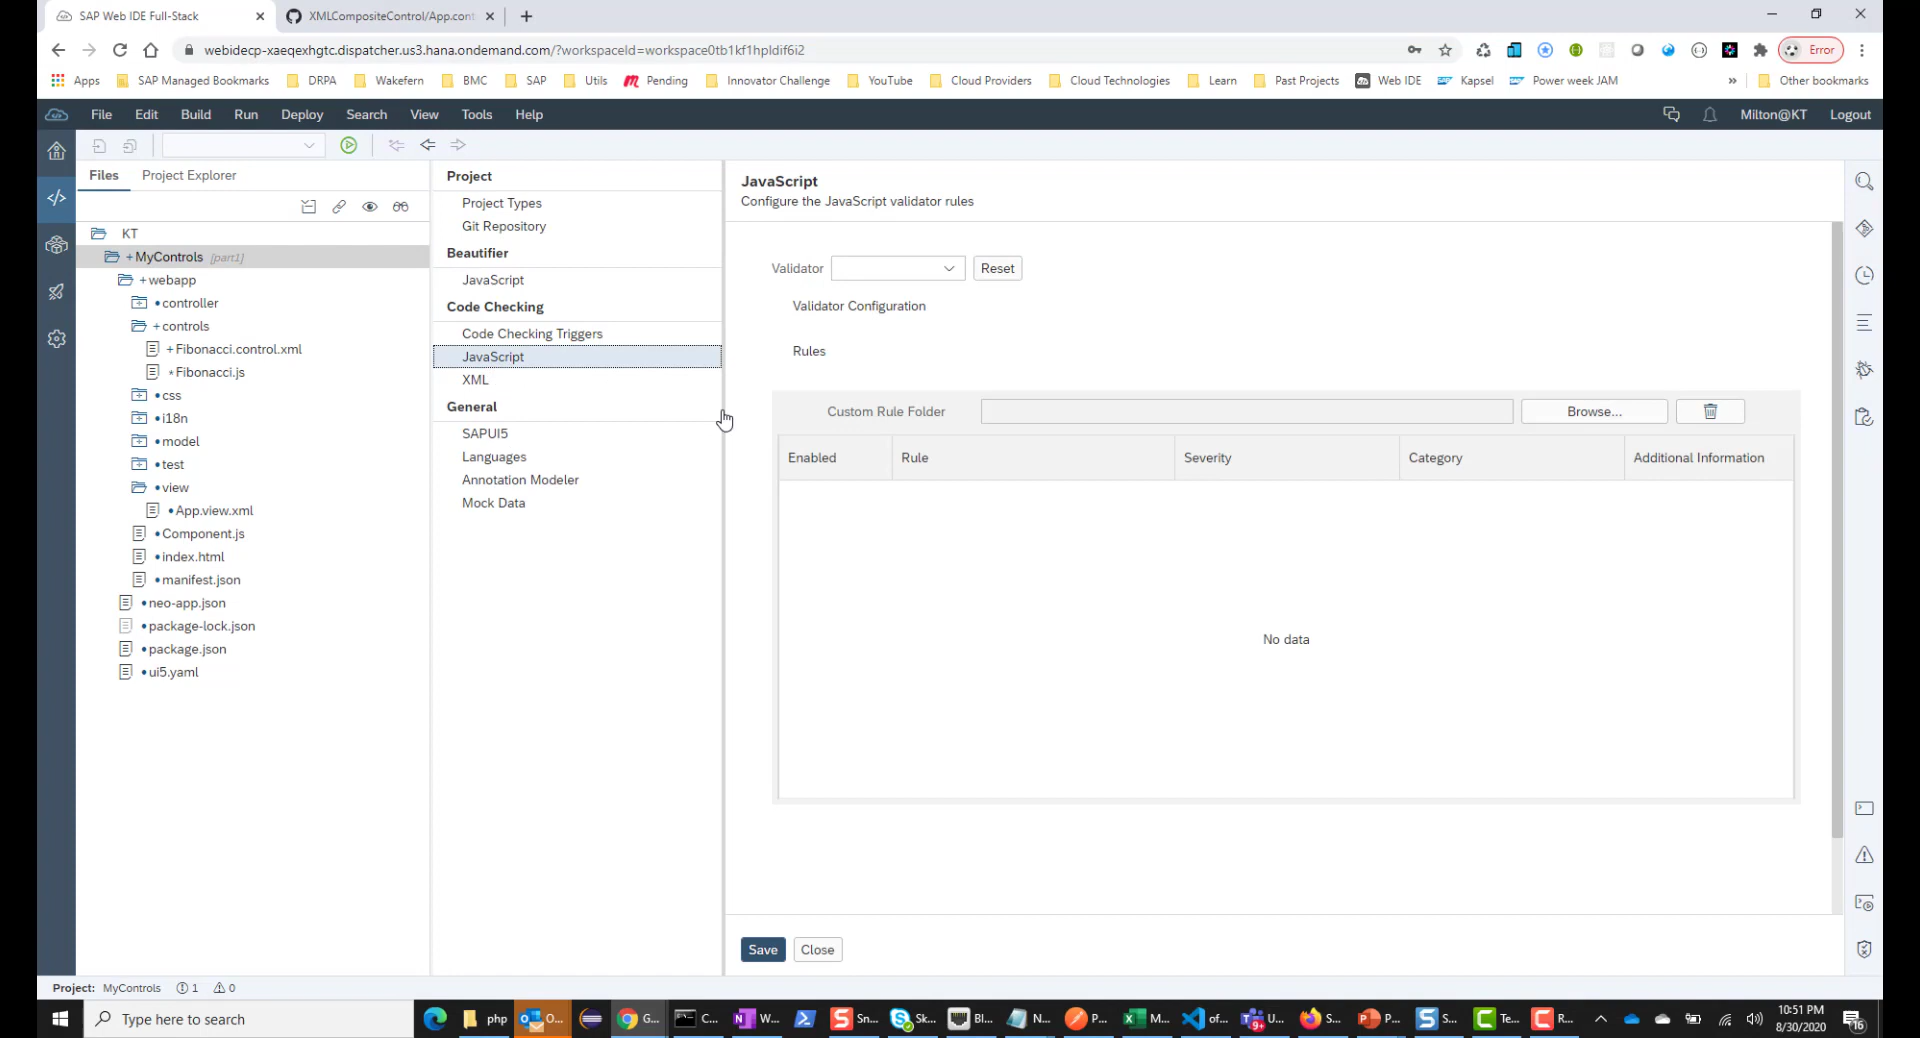 SAP Web IDE Full-Stack
XMLCompositeControl/App.cont
webidecp-xaeqexhgtc.dispatcher.us3.hana.ondemand.com/?workspaceId=workspace0tb1kf1hpldif6i2
Error
Apps
SAP Managed Bookmarks
DRPA
Wakefern
BMC
SAP
Utils
Pending
Innovator Challenge
YouTube
Cloud Providers
Cloud Technologies
Learn
Past Projects
Web IDE
Kapsel
Power week JAM
»
Other bookmarks
File Edit Build Run Deploy Search View Tools Help
Milton@KT
Logout
Files
Project Explorer
KT
+MyControls [part1]
+webapp
•controller
+controls
+Fibonacci.control.xml
*Fibonacci.js
•css
•i18n
•model
•test
•view
•App.view.xml
•Component.js
•index.html
•manifest.json
•neo-app.json
•package-lock.json
•package.json
•ui5.yaml
Project
Project Types
Git Repository
Beautifier
JavaScript
Code Checking
Code Checking Triggers
JavaScript
XML
General
SAPUI5
Languages
Annotation Modeler
Mock Data
JavaScript
Configure the JavaScript validator rules
Validator
Reset
Validator Configuration
Rules
Custom Rule Folder
Browse...
Enabled
Rule
Severity
Category
Additional Information
No data
Save
Close
Project: MyControls
1
0
Type here to search
php
O...
G...
C...
W...
Sn...
Sk...
Bl...
N...
P...
M...
of...
9+
U...
S...
P...
S...
Te...
R...
10:51 PM
8/30/2020
16